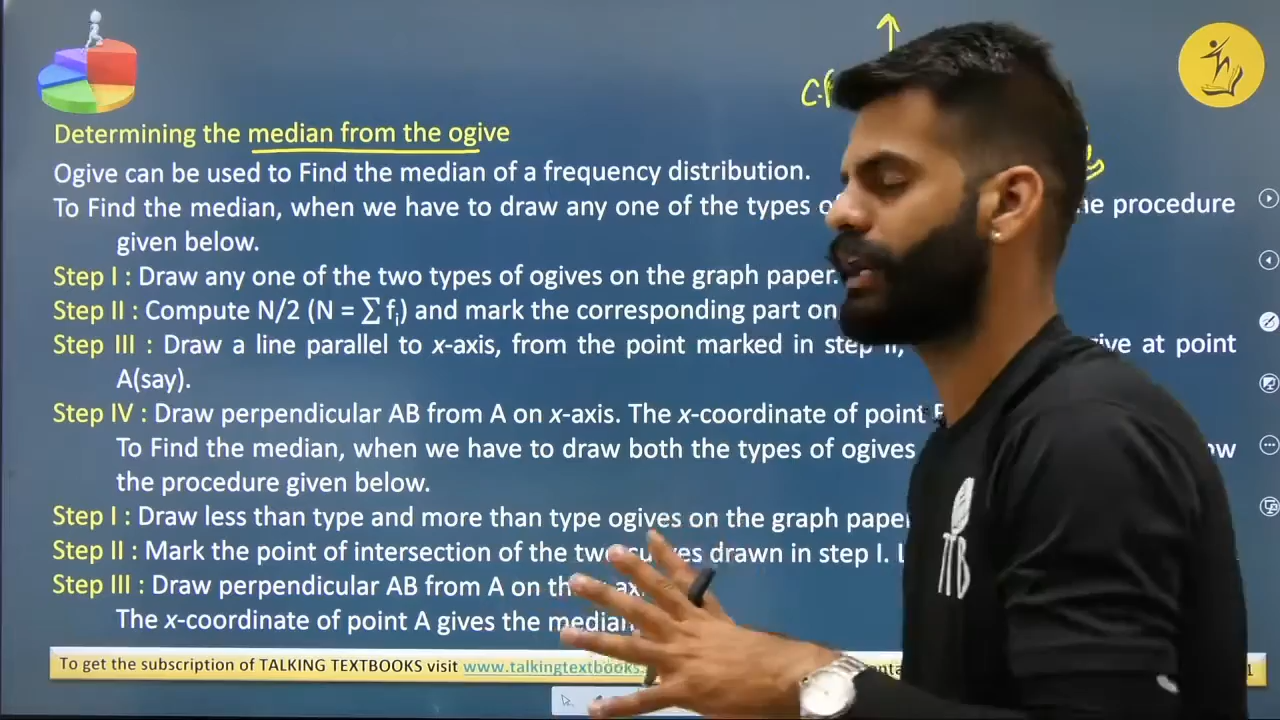 c.f
Determining the median from the ogive
Ogive can be used to Find the median of a frequency distribution.
To Find the median, when we have to draw any one of the types of the procedure
given below.
Step I : Draw any one of the two types of ogives on the graph paper.
Step II : Compute N/2 (N = ∑ fi) and mark the corresponding part on
Step III : Draw a line parallel to x-axis, from the point marked in step II, ogive at point
A(say).
Step IV : Draw perpendicular AB from A on x-axis. The x-coordinate of point
To Find the median, when we have to draw both the types of ogives
the procedure given below.
Step I : Draw less than type and more than type ogives on the graph paper
Step II : Mark the point of intersection of the two curves drawn in step I.
Step III : Draw perpendicular AB from A on the
The x-coordinate of point A gives the median
To get the subscription of TALKING TEXTBOOKS visit www.talkingtextbooks.
TTB